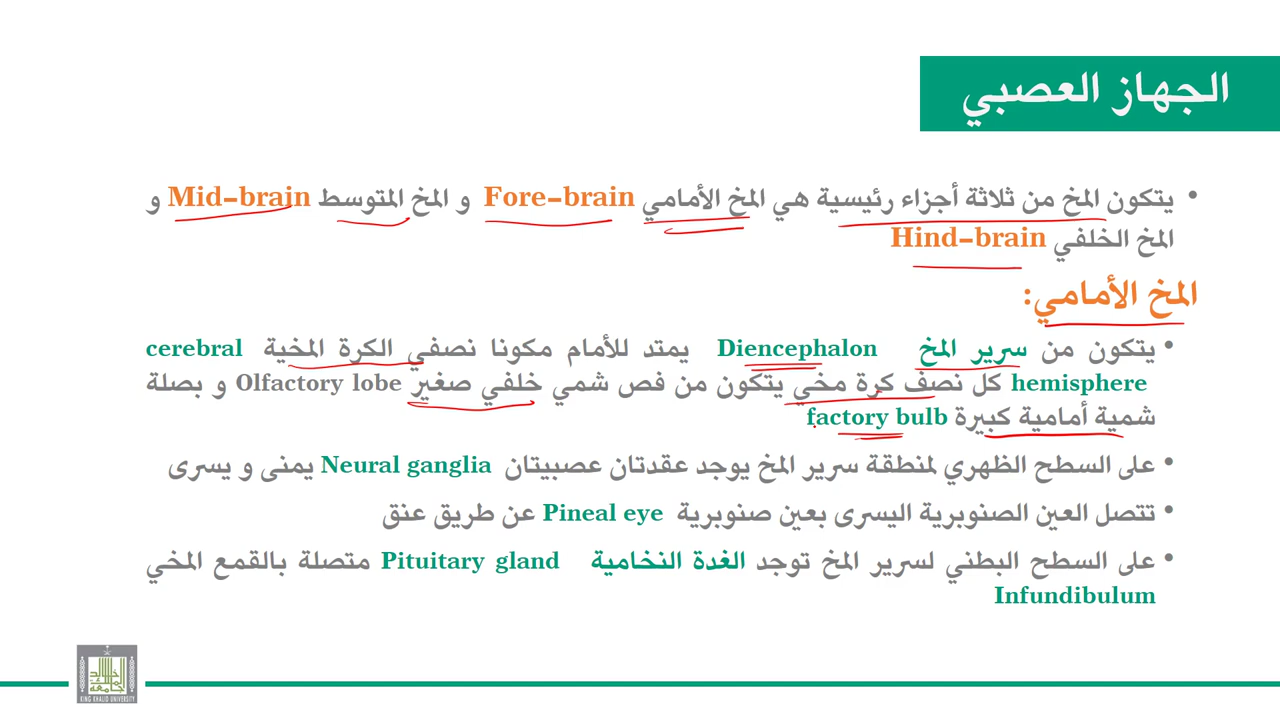 الجهاز العصبي
• يتكون المخ من ثلاثة أجزاء رئيسية هي المخ الأمامي Fore-brain و المخ المتوسط Mid-brain و
المخ الخلفي Hind-brain
المخ الأمامي:
• يتكون من سرير المخ Diencephalon يمتد للأمام مكونا نصفي الكرة المخية cerebral
hemisphere كل نصف كرة مخي يتكون من فص شمي خلفي صغير Olfactory lobe و بصلة
شمية أمامية كبيرة factory bulb
• على السطح الظهري لمنطقة سرير المخ يوجد عقدتان عصبيتان Neural ganglia يمنى و يسرى
• تتصل العين الصنوبرية اليسرى بعين صنوبرية Pineal eye عن طريق عنق
• على السطح البطني لسرير المخ توجد الغدة النخامية Pituitary gland متصلة بالقمع المخي
Infundibulum
KING KHALID UNIVERSITY